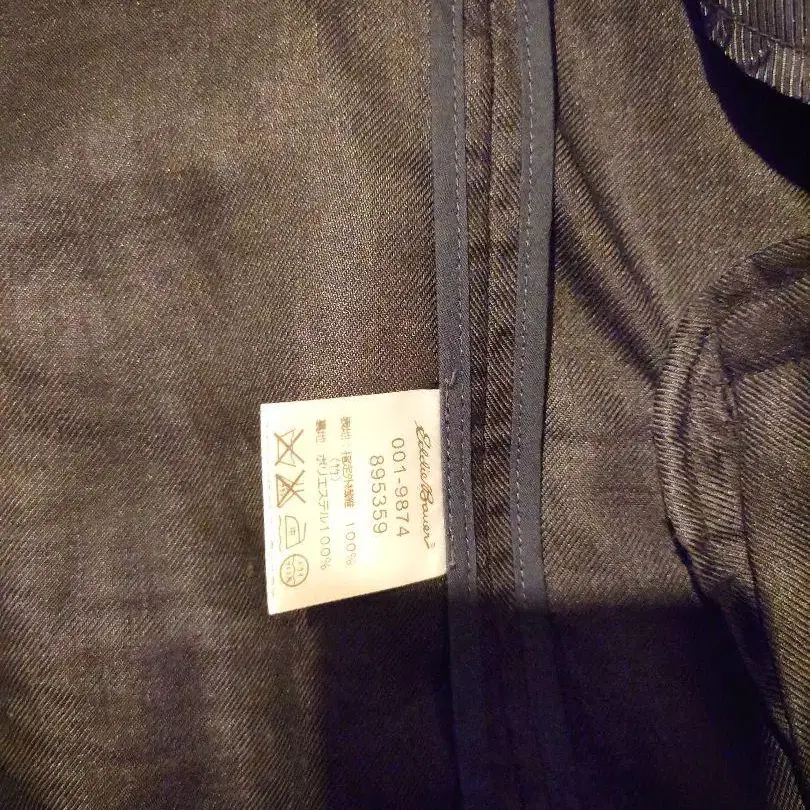 Eddie Bauer
001-9874
895359
表地:指定外繊維 100%
(竹)
裏地 ポリエステル100%